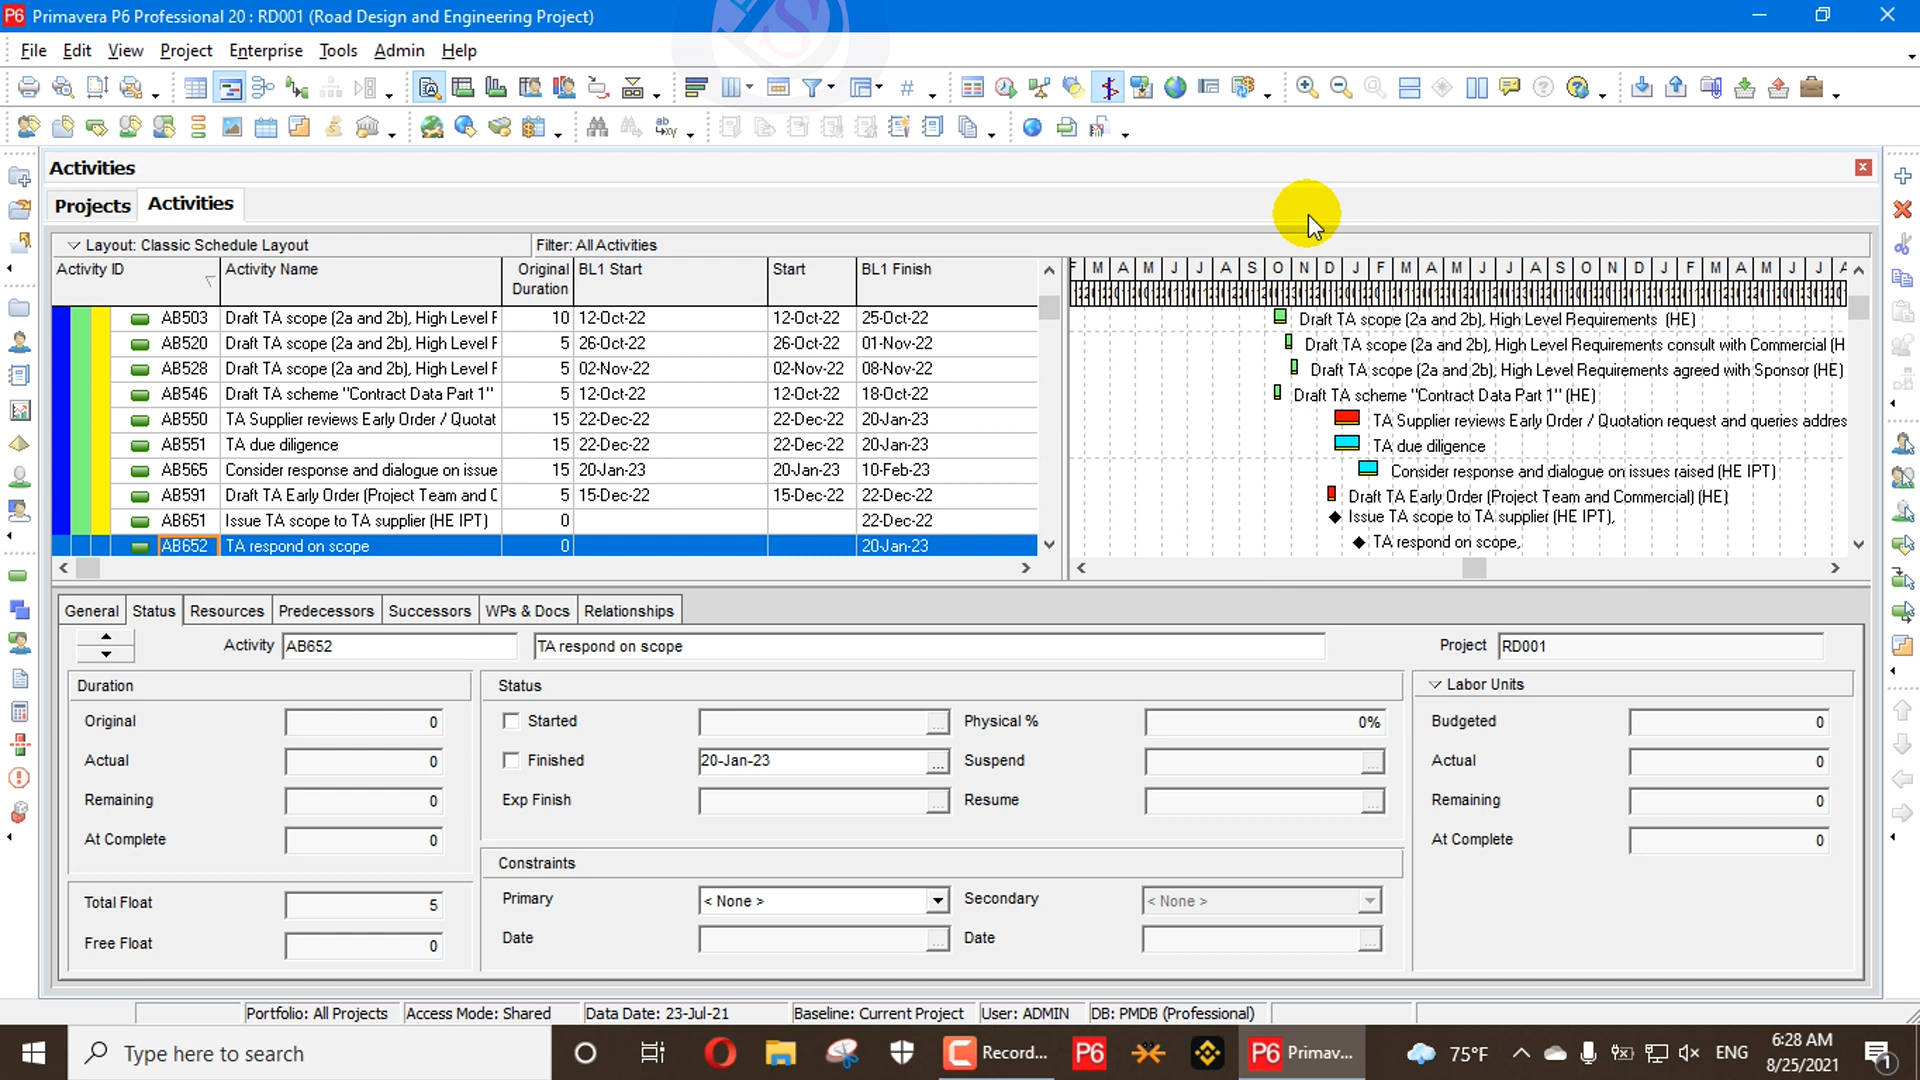 Primavera P6 Professional 20 : RD001 (Road Design and Engineering Project)
File Edit View Project Enterprise Tools Admin Help
Activities
Projects Activities
Layout: Classic Schedule Layout Filter: All Activities
Activity ID Activity Name Original Duration BL1 Start Start BL1 Finish
F M A M J J A S O N D J F M A M J J A S O N D J F M A M J J A
AB503 Draft TA scope (2a and 2b), High Level F 10 12-Oct-22 12-Oct-22 25-Oct-22 Draft TA scope (2a and 2b), High Level Requirements (HE)
AB520 Draft TA scope (2a and 2b), High Level F 5 26-Oct-22 26-Oct-22 01-Nov-22 Draft TA scope (2a and 2b), High Level Requirements consult with Commercial (H
AB528 Draft TA scope (2a and 2b), High Level F 5 02-Nov-22 02-Nov-22 08-Nov-22 Draft TA scope (2a and 2b), High Level Requirements agreed with Sponsor (HE)
AB546 Draft TA scheme "Contract Data Part 1" 5 12-Oct-22 12-Oct-22 18-Oct-22 Draft TA scheme "Contract Data Part 1" (HE)
AB550 TA Supplier reviews Early Order / Quotat 15 22-Dec-22 22-Dec-22 20-Jan-23 TA Supplier reviews Early Order / Quotation request and queries addres
AB551 TA due diligence 15 22-Dec-22 22-Dec-22 20-Jan-23 TA due diligence
AB565 Consider response and dialogue on issue 15 20-Jan-23 20-Jan-23 10-Feb-23 Consider response and dialogue on issues raised (HE IPT)
AB591 Draft TA Early Order (Project Team and C 5 15-Dec-22 15-Dec-22 22-Dec-22 Draft TA Early Order (Project Team and Commercial) (HE)
AB651 Issue TA scope to TA supplier (HE IPT) 0 22-Dec-22 Issue TA scope to TA supplier (HE IPT),
AB652 TA respond on scope 0 20-Jan-23 TA respond on scope,
General Status Resources Predecessors Successors WPs & Docs Relationships
Activity AB652 TA respond on scope Project RD001
Duration Status Labor Units
Original 0 Started Physical % 0% Budgeted 0
Actual 0 Finished 20-Jan-23 Suspend Actual 0
Remaining 0 Exp Finish Resume Remaining 0
At Complete 0 At Complete 0
Constraints
Total Float 5 Primary < None > Secondary < None >
Free Float 0 Date Date
Portfolio: All Projects Access Mode: Shared Data Date: 23-Jul-21 Baseline: Current Project User: ADMIN DB: PMDB (Professional)
Type here to search Record... P6 P6 Primav... 75°F ENG 6:28 AM
8/25/2021 1